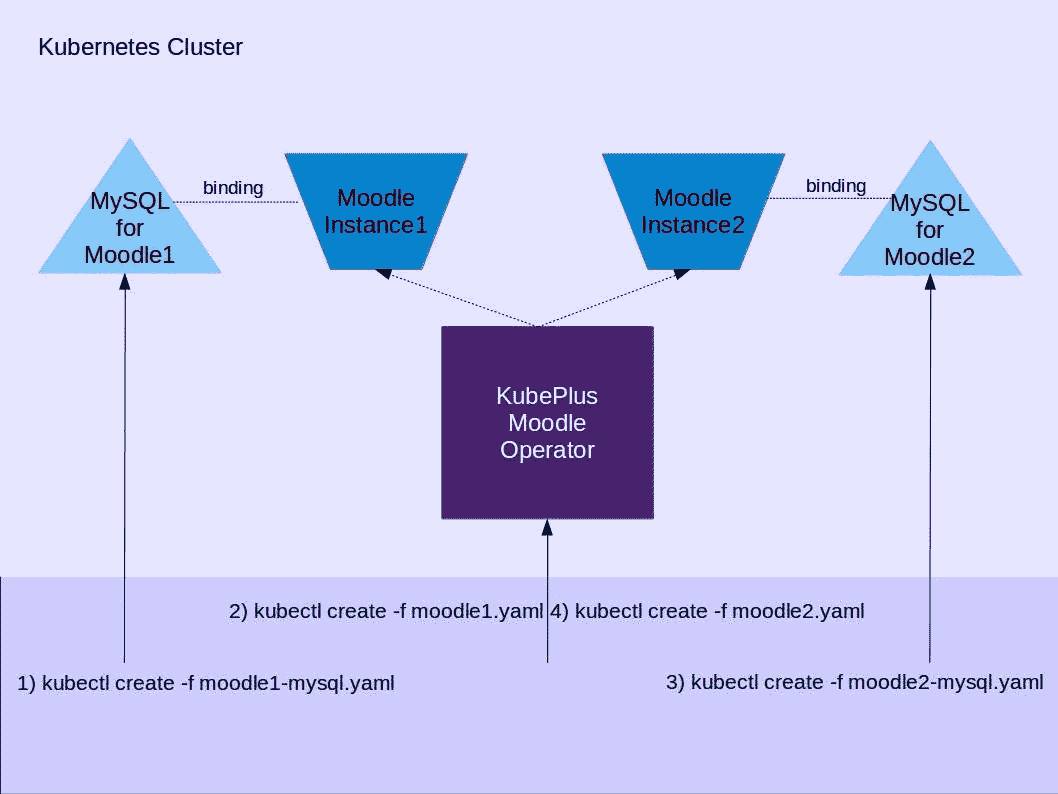 Kubernetes Cluster
binding
binding
MySQL
for
Moodle1
Moodle
Instance1
Moodle
Instance2
MySQL
for
Moodle2
KubePlus
Moodle
Operator
2) kubectl create -f moodle1.yaml
4) kubectl create -f moodle2.yaml
1) kubectl create -f moodle1-mysql.yaml
3) kubectl create -f moodle2-mysql.yaml